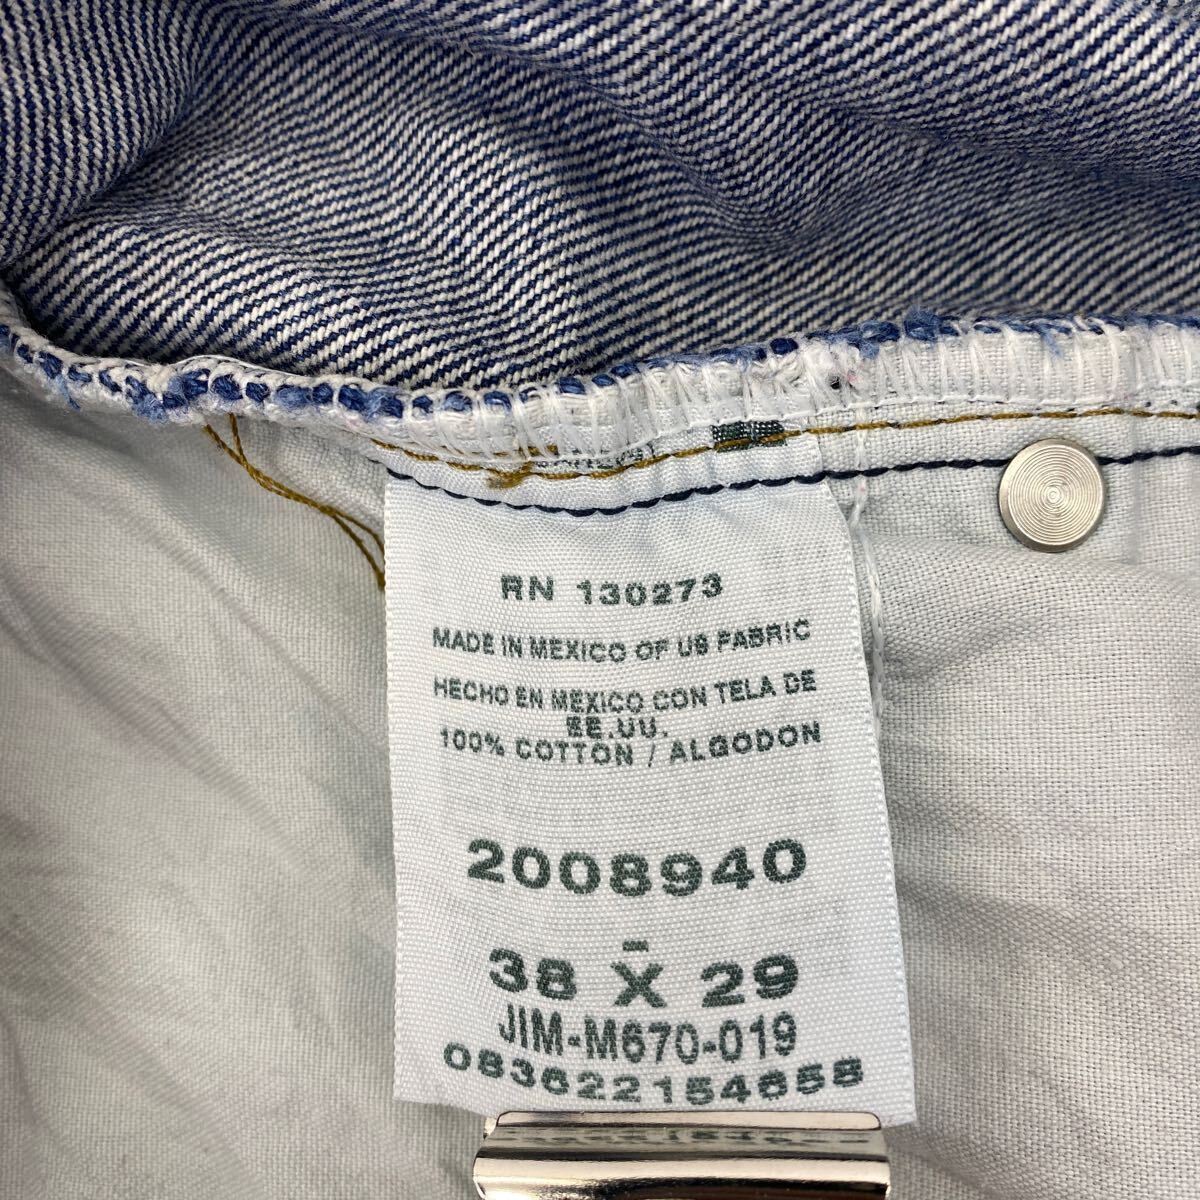 RN 130273
MADE IN MEXICO OF US FABRIC
HECHO EN MEXICO CON TELA DE
EE.UU.
100% COTTON / ALGODON
2008940
38 X 29
JIM-M670-019
083622154658